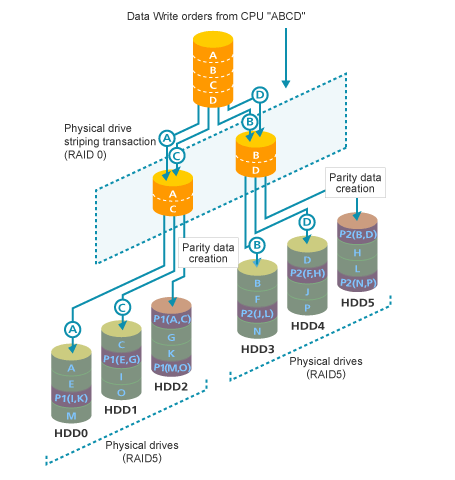 Data Write orders from CPU "ABCD"
A
B
C
D
D
B
A
C
Physical drive
striping transaction
(RAID 0)
B
D
A
C
Parity data
creation
Parity data
creation
P2(B,D)
H
L
P2(N,P)
HDD5
D
D
P2(F,H)
J
P
HDD4
B
B
F
P2(J,L)
N
HDD3
P1(A,C)
G
K
P1(M,O)
HDD2
C
C
P1(E,G)
I
O
HDD1
A
A
E
P1(I,K)
M
HDD0
Physical drives
(RAID5)
Physical drives
(RAID5)